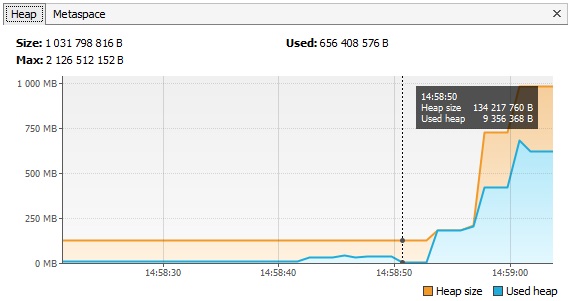 Heap Metaspace
Size: 1 031 798 816 B Used: 656 408 576 B
Max: 2 126 512 152 B
1 000 MB
750 MB
500 MB
250 MB
0 MB
14:58:50
Heap size 134 217 760 B
Used heap 9 356 368 B
14:58:30 14:58:40 14:58:50 14:59:00
Heap size Used heap